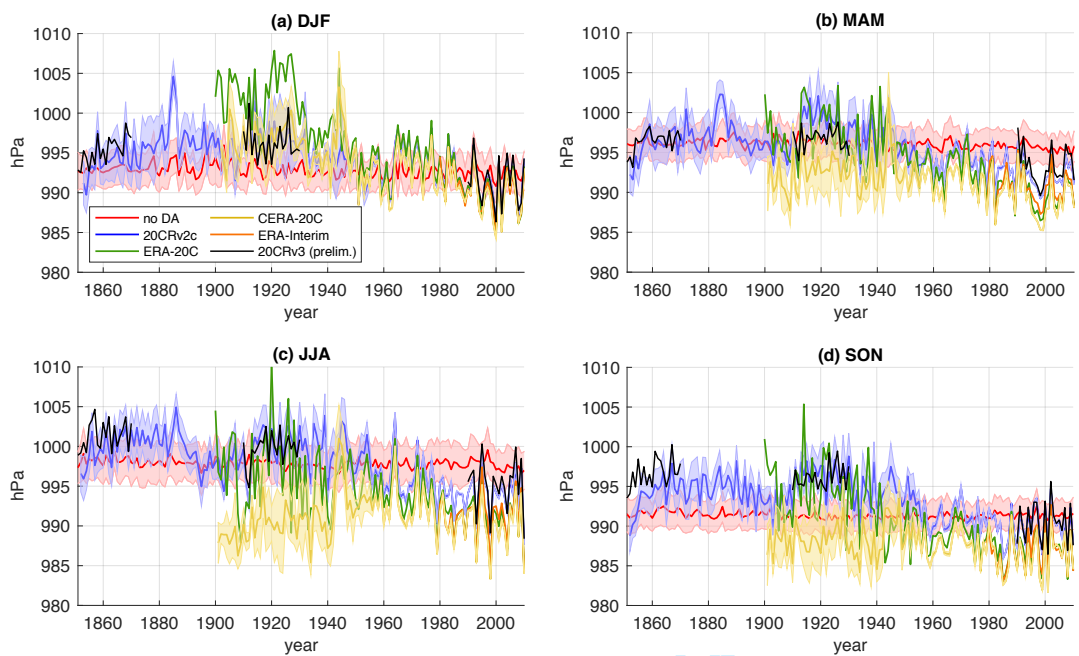 (a) DJF
1010
1005
1000
995
990
985
980
hPa
no DA
20CRv2c
ERA-20C
CERA-20C
ERA-Interim
20CRv3 (prelim.)
1860 1880 1900 1920 1940 1960 1980 2000
year
(b) MAM
1010
1005
1000
995
990
985
980
hPa
1860 1880 1900 1920 1940 1960 1980 2000
year
(c) JJA
1010
1005
1000
995
990
985
980
hPa
1860 1880 1900 1920 1940 1960 1980 2000
year
(d) SON
1010
1005
1000
995
990
985
980
hPa
1860 1880 1900 1920 1940 1960 1980 2000
year